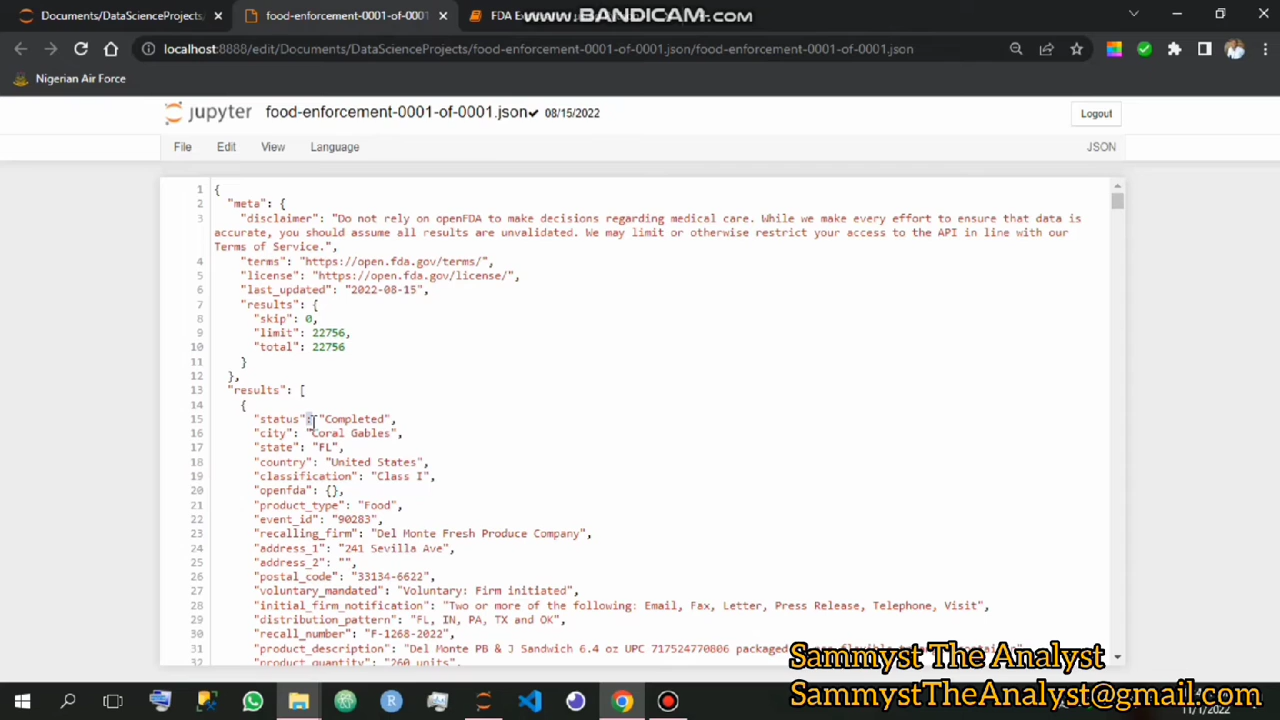 Documents/DataScienceProjects/
food-enforcement-0001-of-0001
FDA E
www.BANDICAM.com
localhost:8888/edit/Documents/DataScienceProjects/food-enforcement-0001-of-0001.json/food-enforcement-0001-of-0001.json
Nigerian Air Force
jupyter food-enforcement-0001-of-0001.json 08/15/2022
Logout
File Edit View Language
JSON
1 {
2 "meta": {
3 "disclaimer": "Do not rely on openFDA to make decisions regarding medical care. While we make every effort to ensure that data is
accurate, you should assume all results are unvalidated. We may limit or otherwise restrict your access to the API in line with our
Terms of Service.",
4 "terms": "https://open.fda.gov/terms/",
5 "license": "https://open.fda.gov/license/",
6 "last_updated": "2022-08-15",
7 "results": {
8 "skip": 0,
9 "limit": 22756,
10 "total": 22756
11 }
12 },
13 "results": [
14 {
15 "status": "Completed",
16 "city": "Coral Gables",
17 "state": "FL",
18 "country": "United States",
19 "classification": "Class I",
20 "openfda": {},
21 "product_type": "Food",
22 "event_id": "90283",
23 "recalling_firm": "Del Monte Fresh Produce Company",
24 "address_1": "241 Sevilla Ave",
25 "address_2": "",
26 "postal_code": "33134-6622",
27 "voluntary_mandated": "Voluntary: Firm initiated",
28 "initial_firm_notification": "Two or more of the following: Email, Fax, Letter, Press Release, Telephone, Visit",
29 "distribution_pattern": "FL, IN, PA, TX and OK",
30 "recall_number": "F-1268-2022",
31 "product_description": "Del Monte PB & J Sandwich 6.4 oz UPC 717524770806 packaged
32 "product_quantity": "260 units",
Sammyst The Analyst
SammystTheAnalyst@gmail.com
11/1/2022